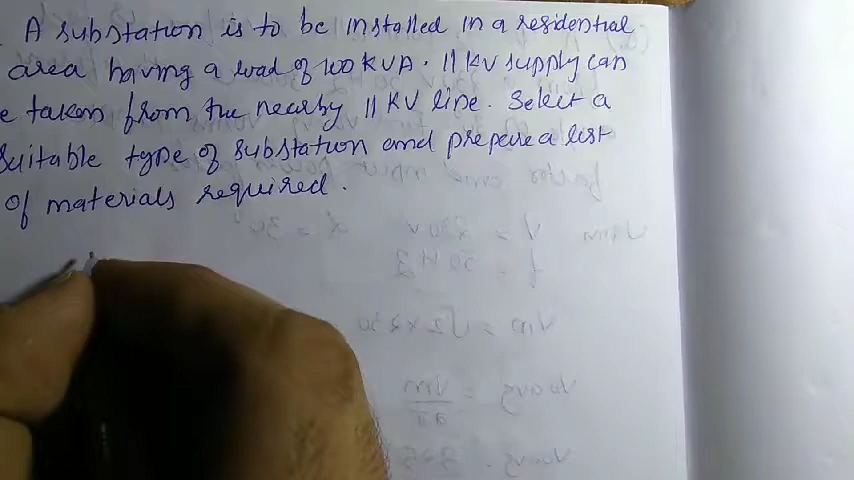 A substation is to be installed in a residential
area having a load of 100 KVA. 11 KV supply can
e taken from the nearby 11 KV line. Select a
suitable type of substation and prepare a list
of materials required.